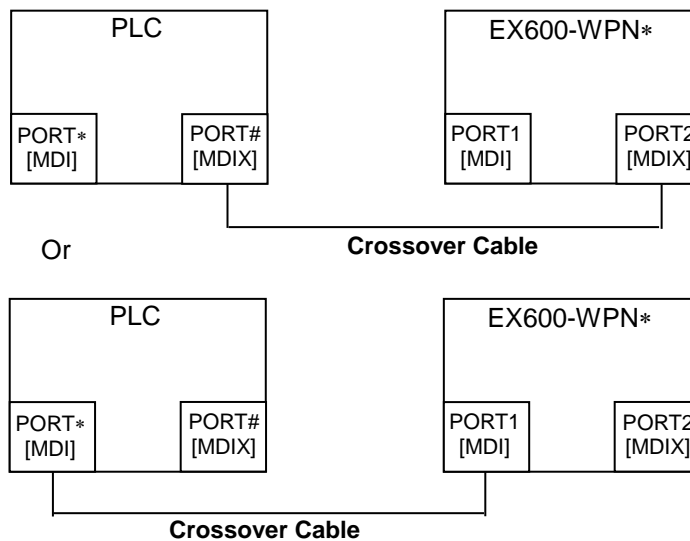 PLC
EX600-WPN*
PORT*
[MDI]
PORT#
[MDIX]
PORT1
[MDI]
PORT2
[MDIX]
Crossover Cable
Or
PLC
EX600-WPN*
PORT*
[MDI]
PORT#
[MDIX]
PORT1
[MDI]
PORT2
[MDIX]
Crossover Cable